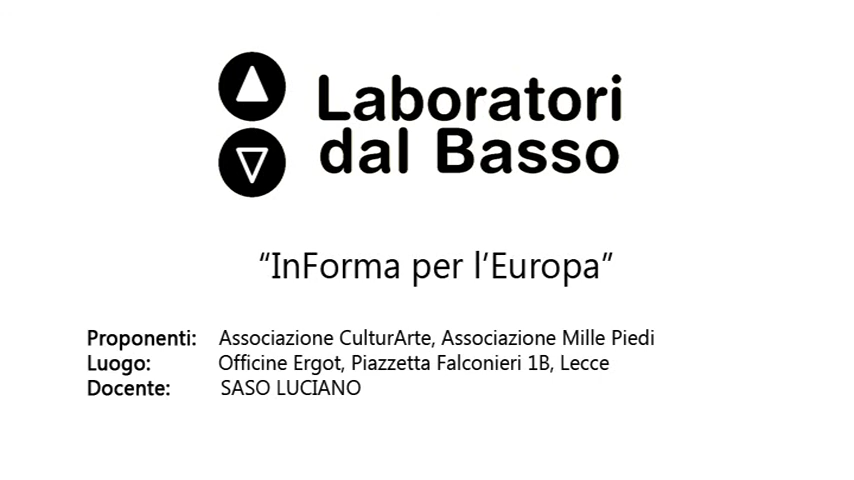 Laboratori
dal Basso
“InForma per l’Europa”
Proponenti: Associazione CulturArte, Associazione Mille Piedi
Luogo: Officine Ergot, Piazzetta Falconieri 1B, Lecce
Docente: SASO LUCIANO